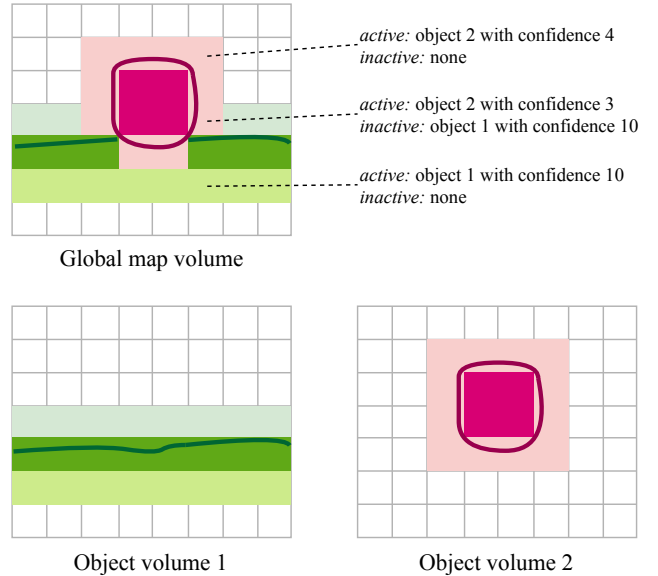 active: object 2 with confidence 4
inactive: none
active: object 2 with confidence 3
inactive: object 1 with confidence 10
active: object 1 with confidence 10
inactive: none
Global map volume
Object volume 1
Object volume 2